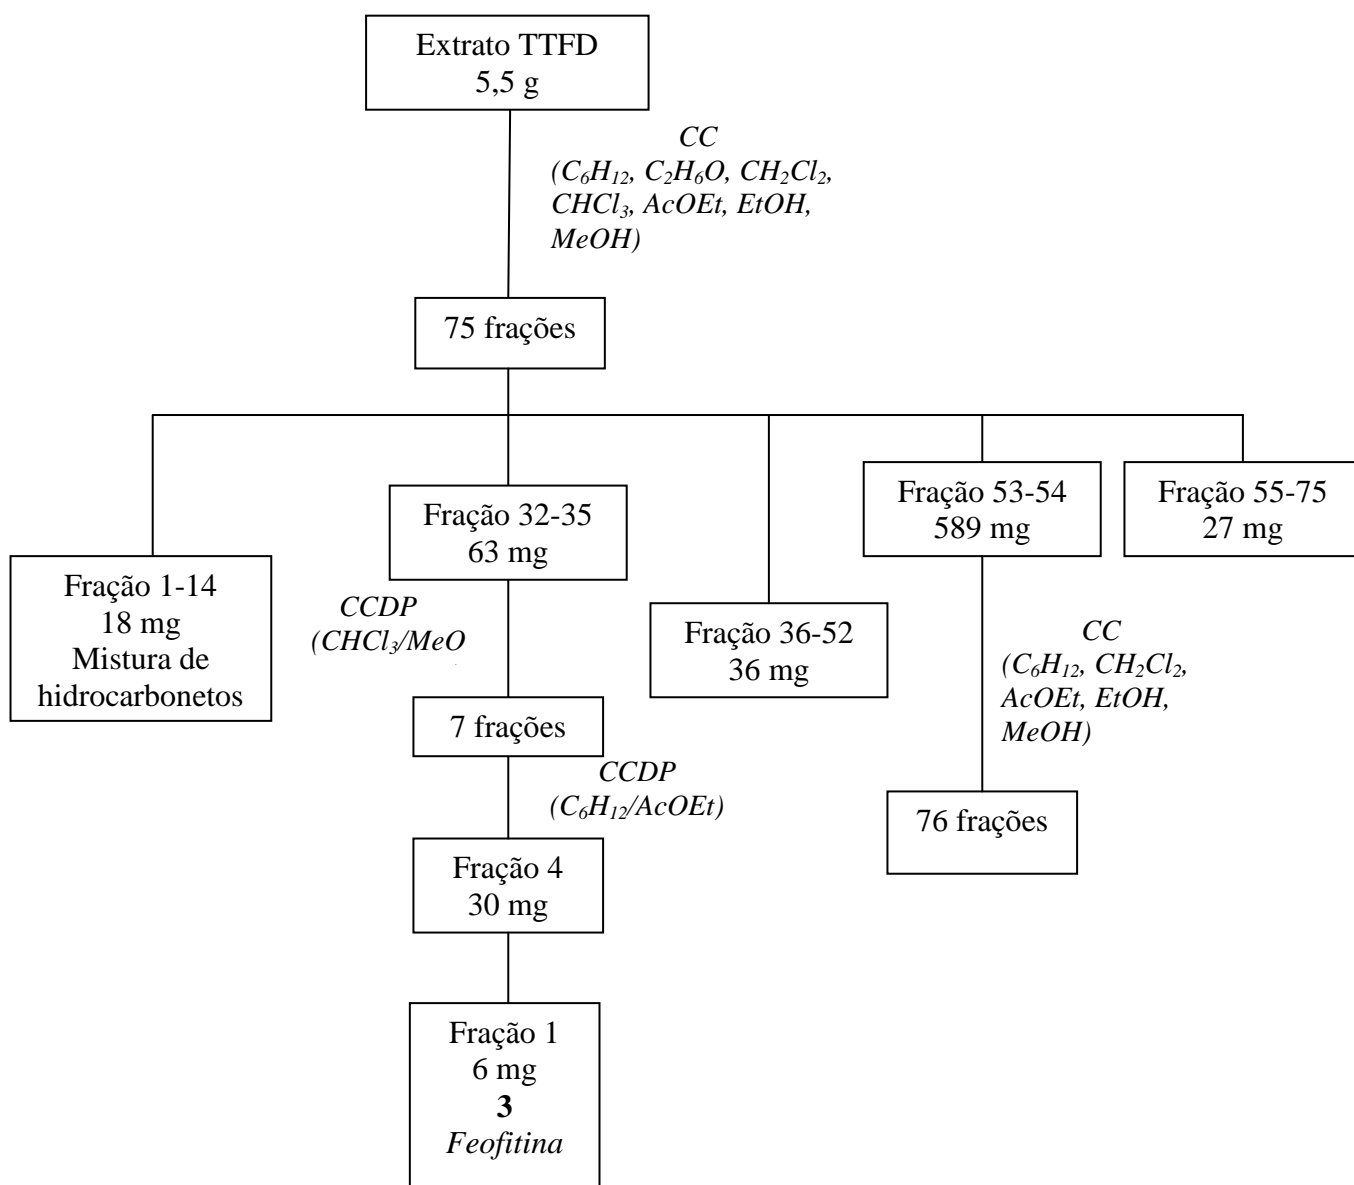 Extrato TTFD
5,5 g
CC
(C₆H₁₂, C₂H₆O, CH₂Cl₂,
CHCl₃, AcOEt, EtOH,
MeOH)
75 frações
Fração 1-14
18 mg
Mistura de
hidrocarbonetos
Fração 32-35
63 mg
Fração 36-52
36 mg
Fração 53-54
589 mg
Fração 55-75
27 mg
CCDP
(CHCl₃/MeO
7 frações
CCDP
(C₆H₁₂/AcOEt)
Fração 4
30 mg
Fração 1
6 mg
3
Feofitina
CC
(C₆H₁₂, CH₂Cl₂,
AcOEt, EtOH,
MeOH)
76 frações